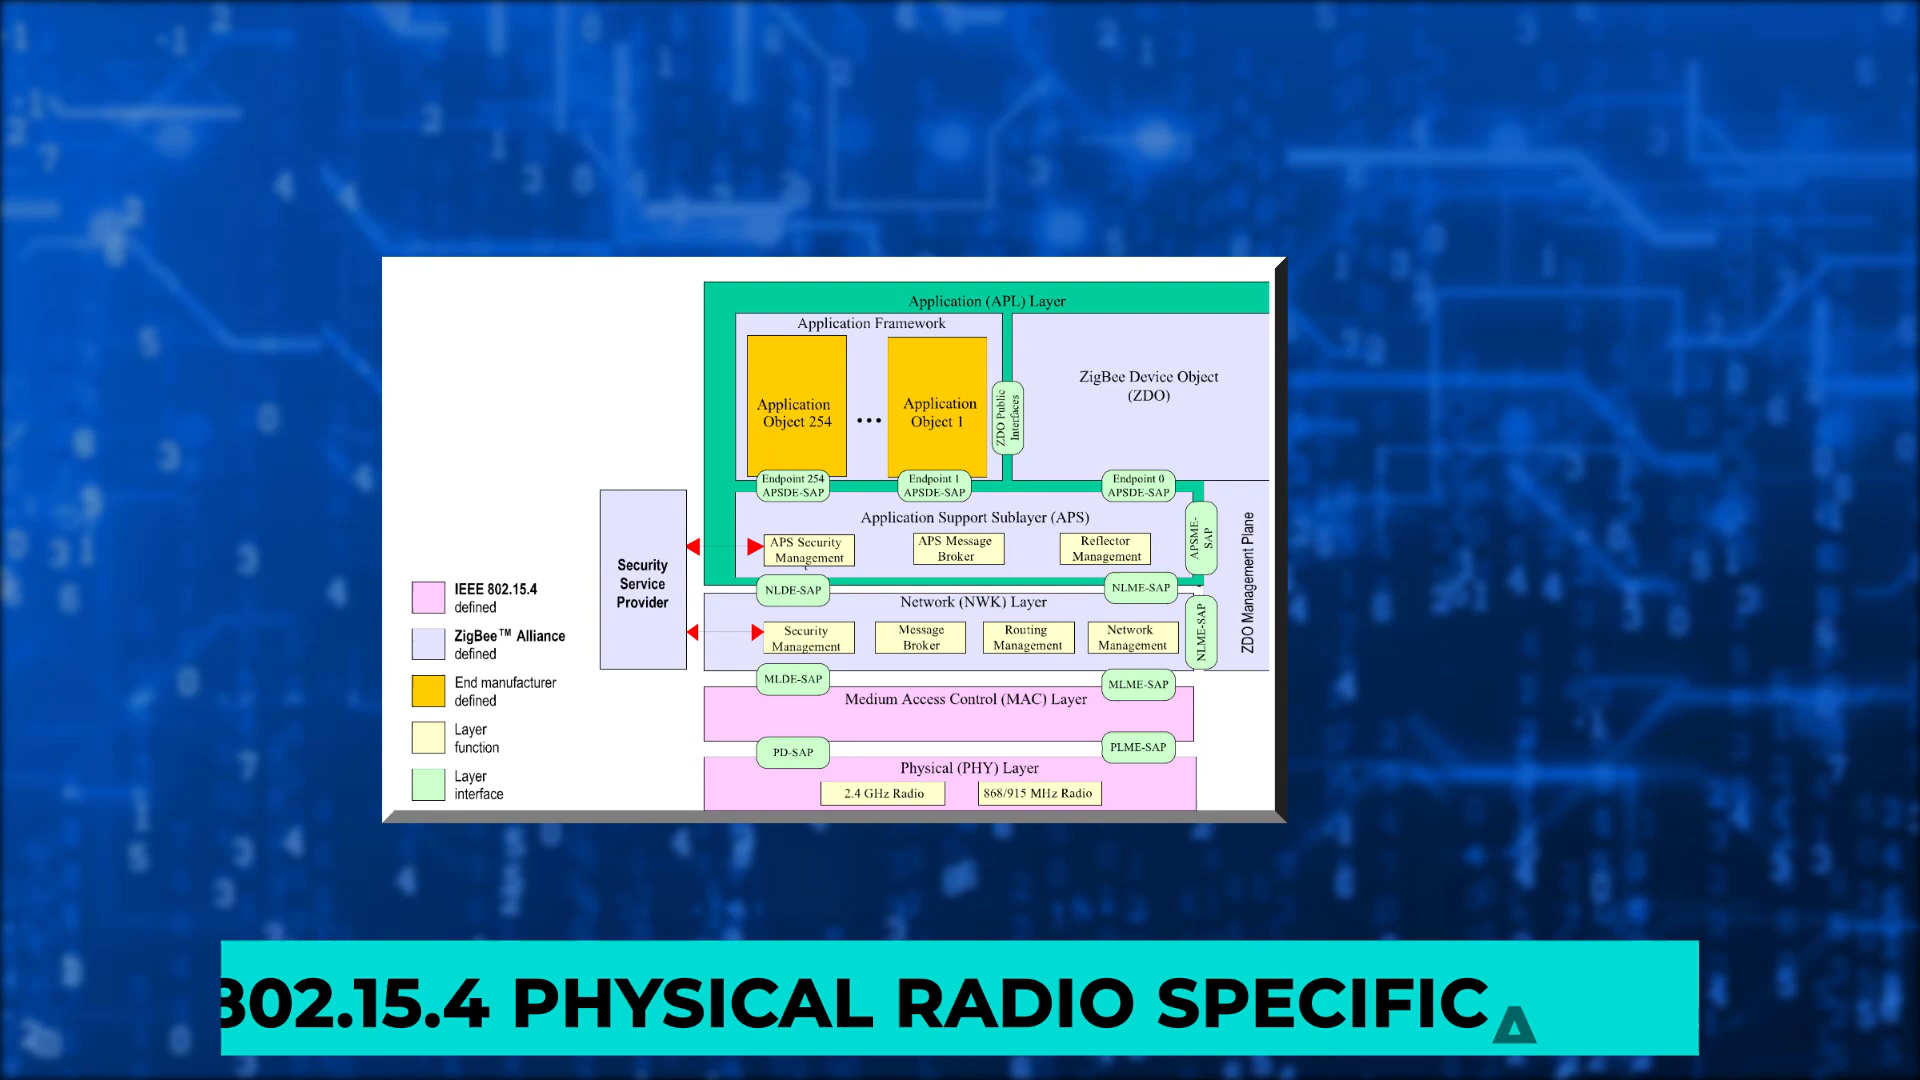 Application (APL) Layer
Application Framework
Application
Object 254
...
Application
Object 1
ZDO Public
Interfaces
ZigBee Device Object
(ZDO)
Endpoint 254
APSDE-SAP
Endpoint 1
APSDE-SAP
Endpoint 0
APSDE-SAP
Application Support Sublayer (APS)
APS Security
Management
APS Message
Broker
Reflector
Management
APSME-
SAP
ZDO Management Plane
Security
Service
Provider
NLDE-SAP
NLME-SAP
Network (NWK) Layer
Security
Management
Message
Broker
Routing
Management
Network
Management
NLME-SAP
MLDE-SAP
MLME-SAP
Medium Access Control (MAC) Layer
PD-SAP
PLME-SAP
Physical (PHY) Layer
2.4 GHz Radio
868/915 MHz Radio
IEEE 802.15.4
defined
ZigBee™ Alliance
defined
End manufacturer
defined
Layer
function
Layer
interface
802.15.4 PHYSICAL RADIO SPECIFICA